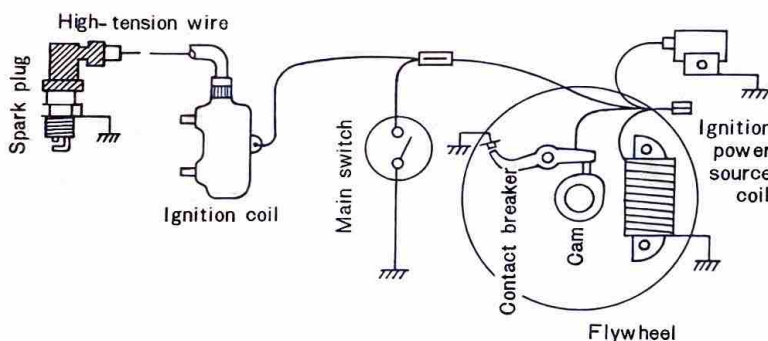 High-tension wire
Spark plug
Ignition coil
Main switch
Contact breaker
Cam
Ignition
power
source
coil
Flywheel